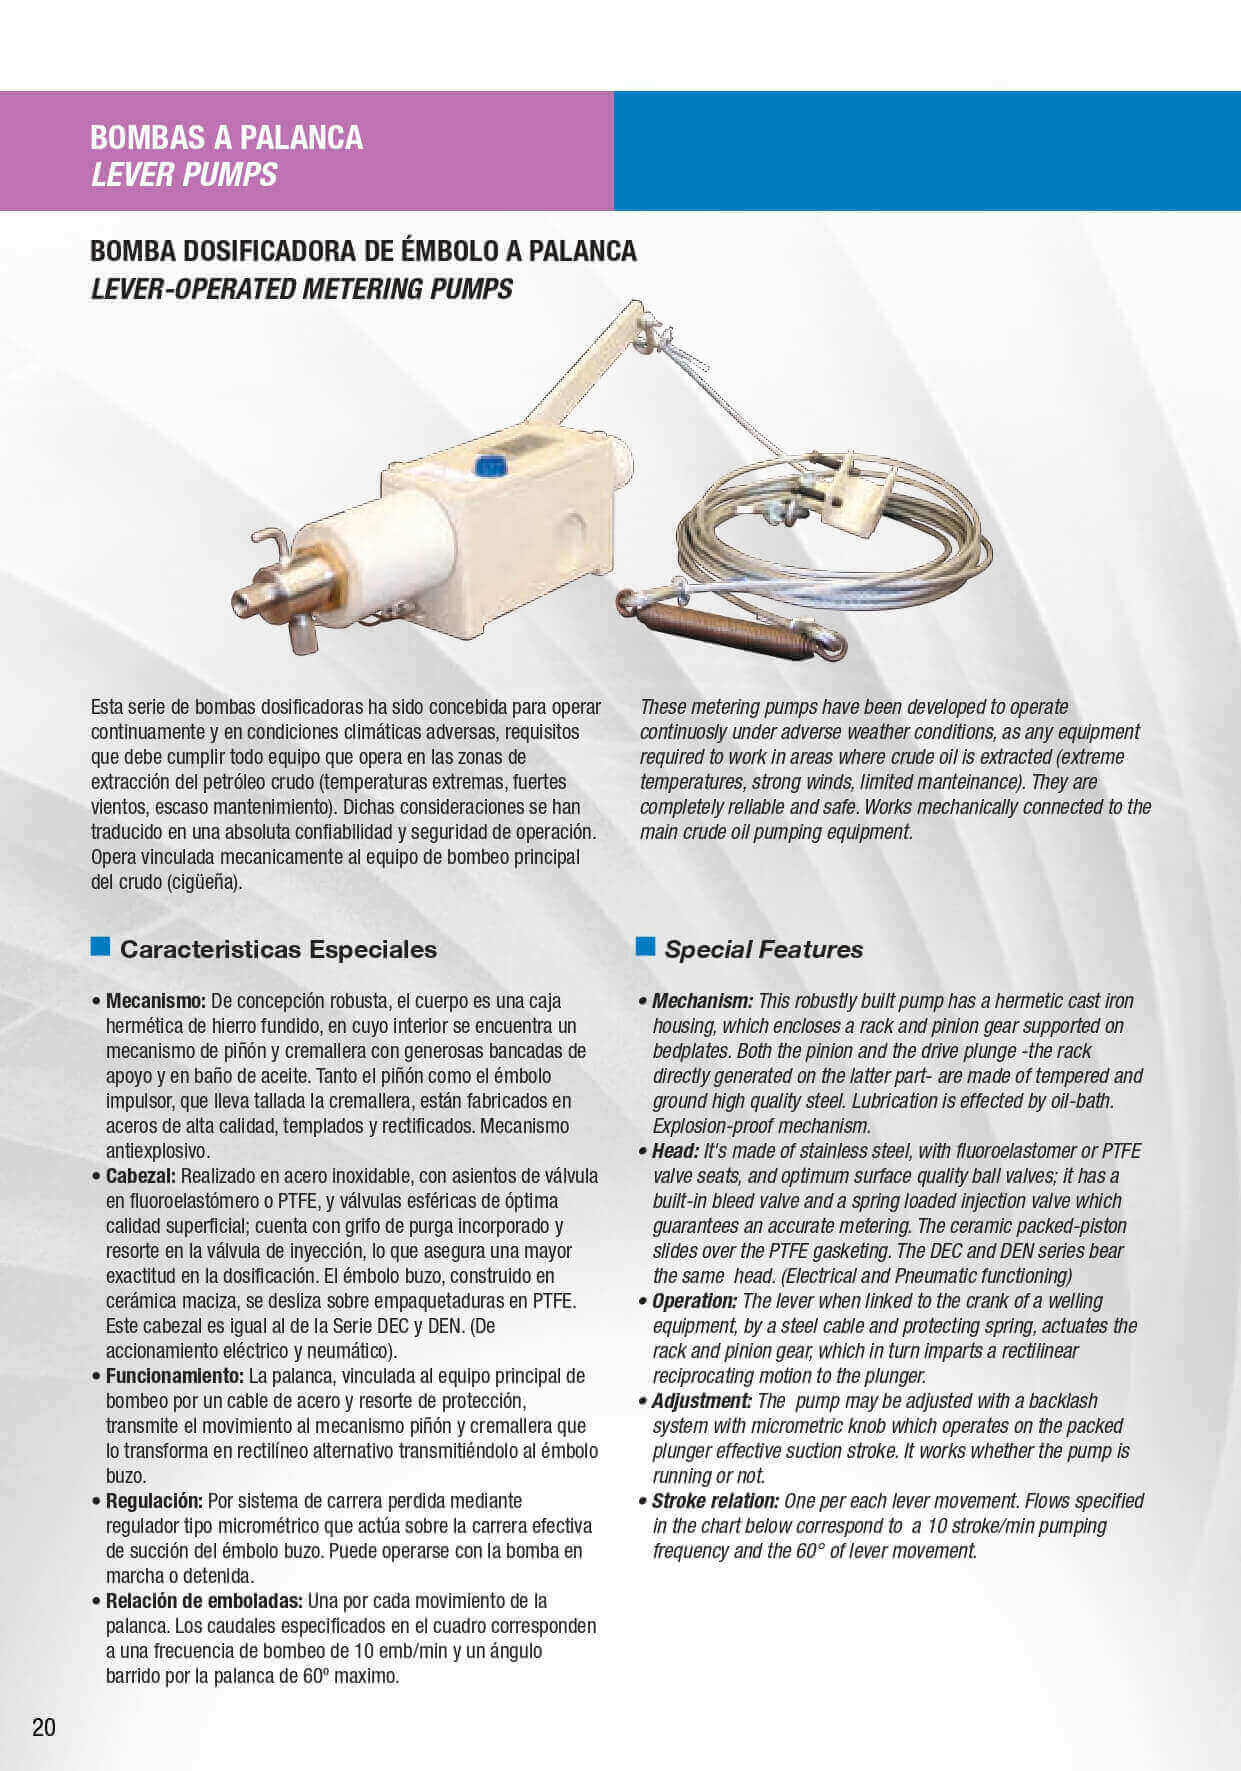 BOMBAS A PALANCA
LEVER PUMPS
BOMBA DOSIFICADORA DE ÉMBOLO A PALANCA
LEVER-OPERATED METERING PUMPS
Esta serie de bombas dosificadoras ha sido concebida para operar
continuamente y en condiciones climáticas adversas, requisitos
que debe cumplir todo equipo que opera en las zonas de
extracción del petróleo crudo (temperaturas extremas, fuertes
vientos, escaso mantenimiento). Dichas consideraciones se han
traducido en una absoluta confiabilidad y seguridad de operación.
Opera vinculada mecanicamente al equipo de bombeo principal
del crudo (cigüeña).
These metering pumps have been developed to operate
continuosly under adverse weather conditions, as any equipment
required to work in areas where crude oil is extracted (extreme
temperatures, strong winds, limited manteinance). They are
completely reliable and safe. Works mechanically connected to the
main crude oil pumping equipment.
Caracteristicas Especiales
• Mecanismo: De concepción robusta, el cuerpo es una caja
hermética de hierro fundido, en cuyo interior se encuentra un
mecanismo de piñón y cremallera con generosas bancadas de
apoyo y en baño de aceite. Tanto el piñón como el émbolo
impulsor, que lleva tallada la cremallera, están fabricados en
aceros de alta calidad, templados y rectificados. Mecanismo
antiexplosivo.
• Cabezal: Realizado en acero inoxidable, con asientos de válvula
en fluoroelastómero o PTFE, y válvulas esféricas de óptima
calidad superficial; cuenta con grifo de purga incorporado y
resorte en la válvula de inyección, lo que asegura una mayor
exactitud en la dosificación. El émbolo buzo, construido en
cerámica maciza, se desliza sobre empaquetaduras en PTFE.
Este cabezal es igual al de la Serie DEC y DEN. (De
accionamiento eléctrico y neumático).
• Funcionamiento: La palanca, vinculada al equipo principal de
bombeo por un cable de acero y resorte de protección,
transmite el movimiento al mecanismo piñón y cremallera que
lo transforma en rectilíneo alternativo transmitiéndolo al émbolo
buzo.
• Regulación: Por sistema de carrera perdida mediante
regulador tipo micrométrico que actúa sobre la carrera efectiva
de succión del émbolo buzo. Puede operarse con la bomba en
marcha o detenida.
• Relación de emboladas: Una por cada movimiento de la
palanca. Los caudales especificados en el cuadro corresponden
a una frecuencia de bombeo de 10 emb/min y un ángulo
barrido por la palanca de 60º maximo.
Special Features
• Mechanism: This robustly built pump has a hermetic cast iron
housing, which encloses a rack and pinion gear supported on
bedplates. Both the pinion and the drive plunge -the rack
directly generated on the latter part- are made of tempered and
ground high quality steel. Lubrication is effected by oil-bath.
Explosion-proof mechanism.
• Head: It's made of stainless steel, with fluoroelastomer or PTFE
valve seats, and optimum surface quality ball valves; it has a
built-in bleed valve and a spring loaded injection valve which
guarantees an accurate metering. The ceramic packed-piston
slides over the PTFE gasketing. The DEC and DEN series bear
the same head. (Electrical and Pneumatic functioning)
• Operation: The lever when linked to the crank of a welling
equipment, by a steel cable and protecting spring, actuates the
rack and pinion gear, which in turn imparts a rectilinear
reciprocating motion to the plunger.
• Adjustment: The pump may be adjusted with a backlash
system with micrometric knob which operates on the packed
plunger effective suction stroke. It works whether the pump is
running or not.
• Stroke relation: One per each lever movement. Flows specified
in the chart below correspond to a 10 stroke/min pumping
frequency and the 60° of lever movement.
20